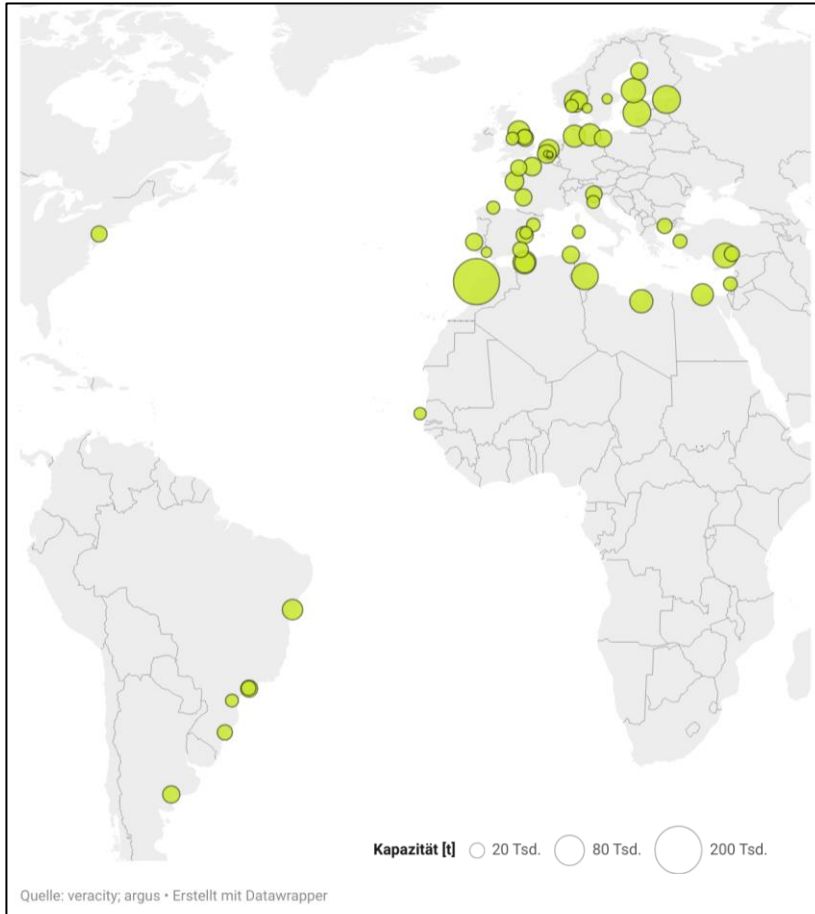 Kapazität [t] 20 Tsd. 80 Tsd. 200 Tsd.
Quelle: veracity; argus • Erstellt mit Datawrapper